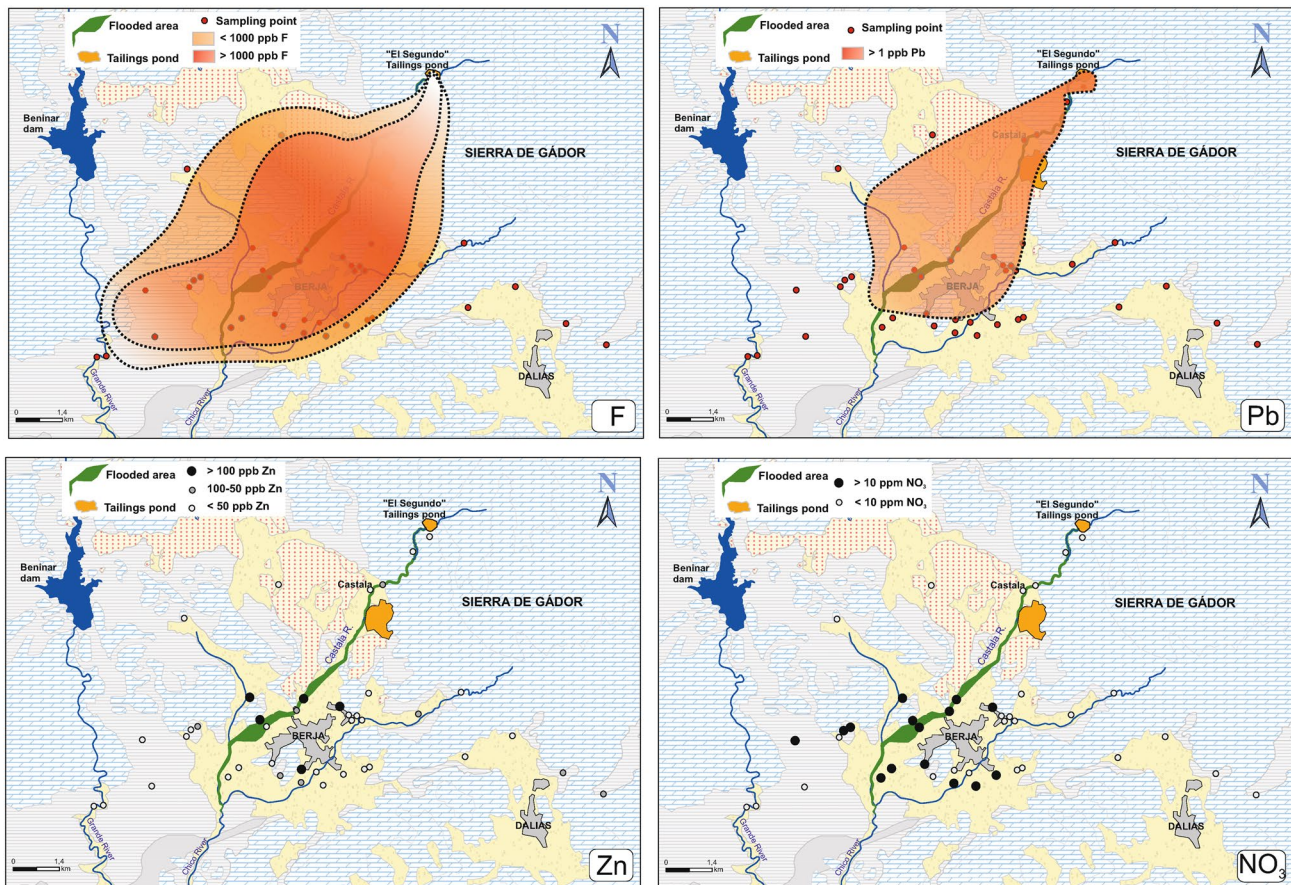 Flooded area
Sampling point
< 1000 ppb F
Tailings pond
> 1000 ppb F
N
"El Segundo"
Tailings pond
Beninar
dam
SIERRA DE GÁDOR
Castala R.
BERJA
DALIAS
Grande River
Chico River
0 1,4
km
F
Flooded area
Sampling point
Tailings pond
> 1 ppb Pb
N
"El Segundo"
Tailings pond
Beninar
dam
Castala
SIERRA DE GÁDOR
Castala R.
BERJA
DALIAS
Grande River
Chico River
0 1,4
km
Pb
Flooded area
> 100 ppb Zn
100-50 ppb Zn
Tailings pond
< 50 ppb Zn
N
"El Segundo"
Tailings pond
Beninar
dam
Castala
SIERRA DE GÁDOR
Castala R.
BERJA
DALIAS
Grande River
Chico River
0 1,4
km
Zn
Flooded area
> 10 ppm NO₃
Tailings pond
< 10 ppm NO₃
N
"El Segundo"
Tailings pond
Beninar
dam
Castala
SIERRA DE GÁDOR
Castala R.
BERJA
DALIAS
Grande River
Chico River
0 1,4
km
NO₃